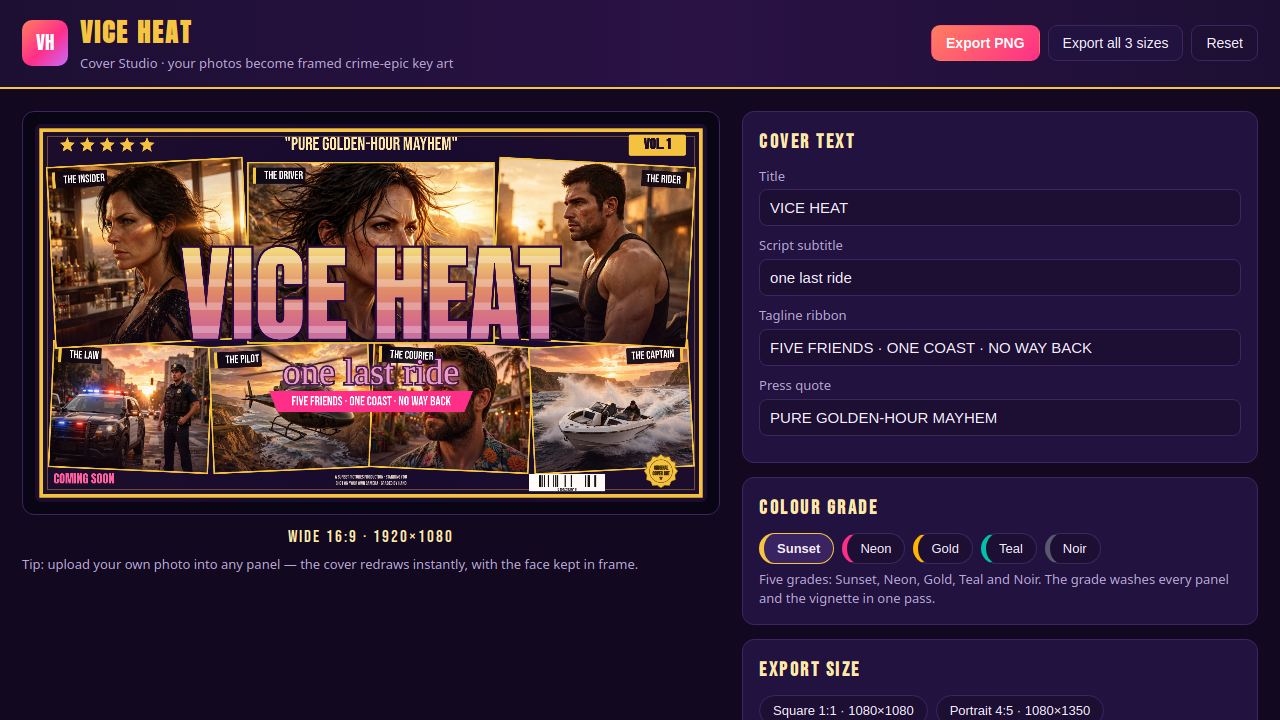 VH
VICE HEAT
Cover Studio · your photos become framed crime-epic key art
Export PNG
Export all 3 sizes
Reset
"PURE GOLDEN-HOUR MAYHEM"
VOL. 1
THE INSIDER
THE DRIVER
THE RIDER
VICE HEAT
THE LAW
THE PILOT
THE COURIER
THE CAPTAIN
one last ride
FIVE FRIENDS · ONE COAST · NO WAY BACK
COMING SOON
WIDE 16:9 · 1920×1080
Tip: upload your own photo into any panel — the cover redraws instantly, with the face kept in frame.
COVER TEXT
Title
VICE HEAT
Script subtitle
one last ride
Tagline ribbon
FIVE FRIENDS · ONE COAST · NO WAY BACK
Press quote
PURE GOLDEN-HOUR MAYHEM
COLOUR GRADE
Sunset
Neon
Gold
Teal
Noir
Five grades: Sunset, Neon, Gold, Teal and Noir. The grade washes every panel
and the vignette in one pass.
EXPORT SIZE
Square 1:1 · 1080×1080
Portrait 4:5 · 1080×1350